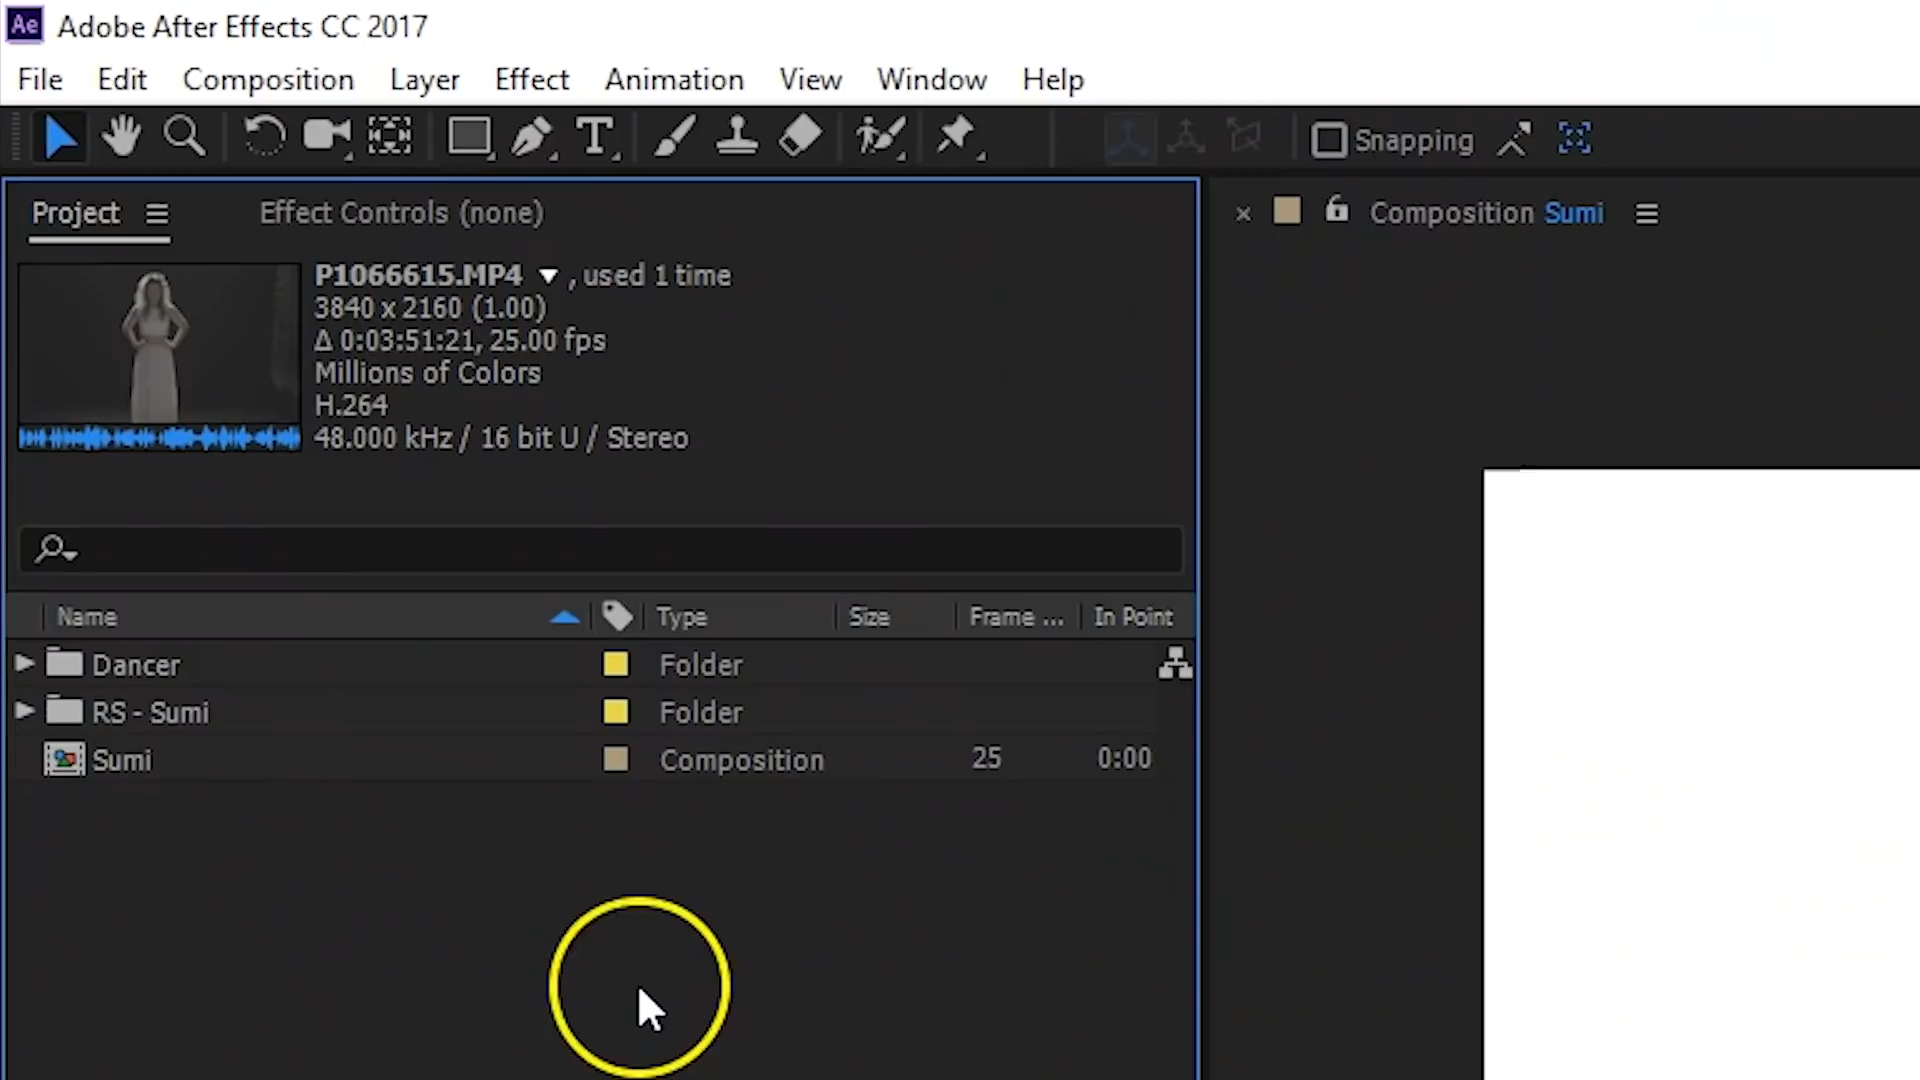 Ae Adobe After Effects CC 2017
File Edit Composition Layer Effect Animation View Window Help
T Snapping
Project Effect Controls (none) × Composition Sumi
P1066615.MP4 , used 1 time
3840 x 2160 (1.00)
Δ 0:03:51:21, 25.00 fps
Millions of Colors
H.264
48.000 kHz / 16 bit U / Stereo
Name Type Size Frame ... In Point
Dancer Folder
RS - Sumi Folder
Sumi Composition 25 0:00